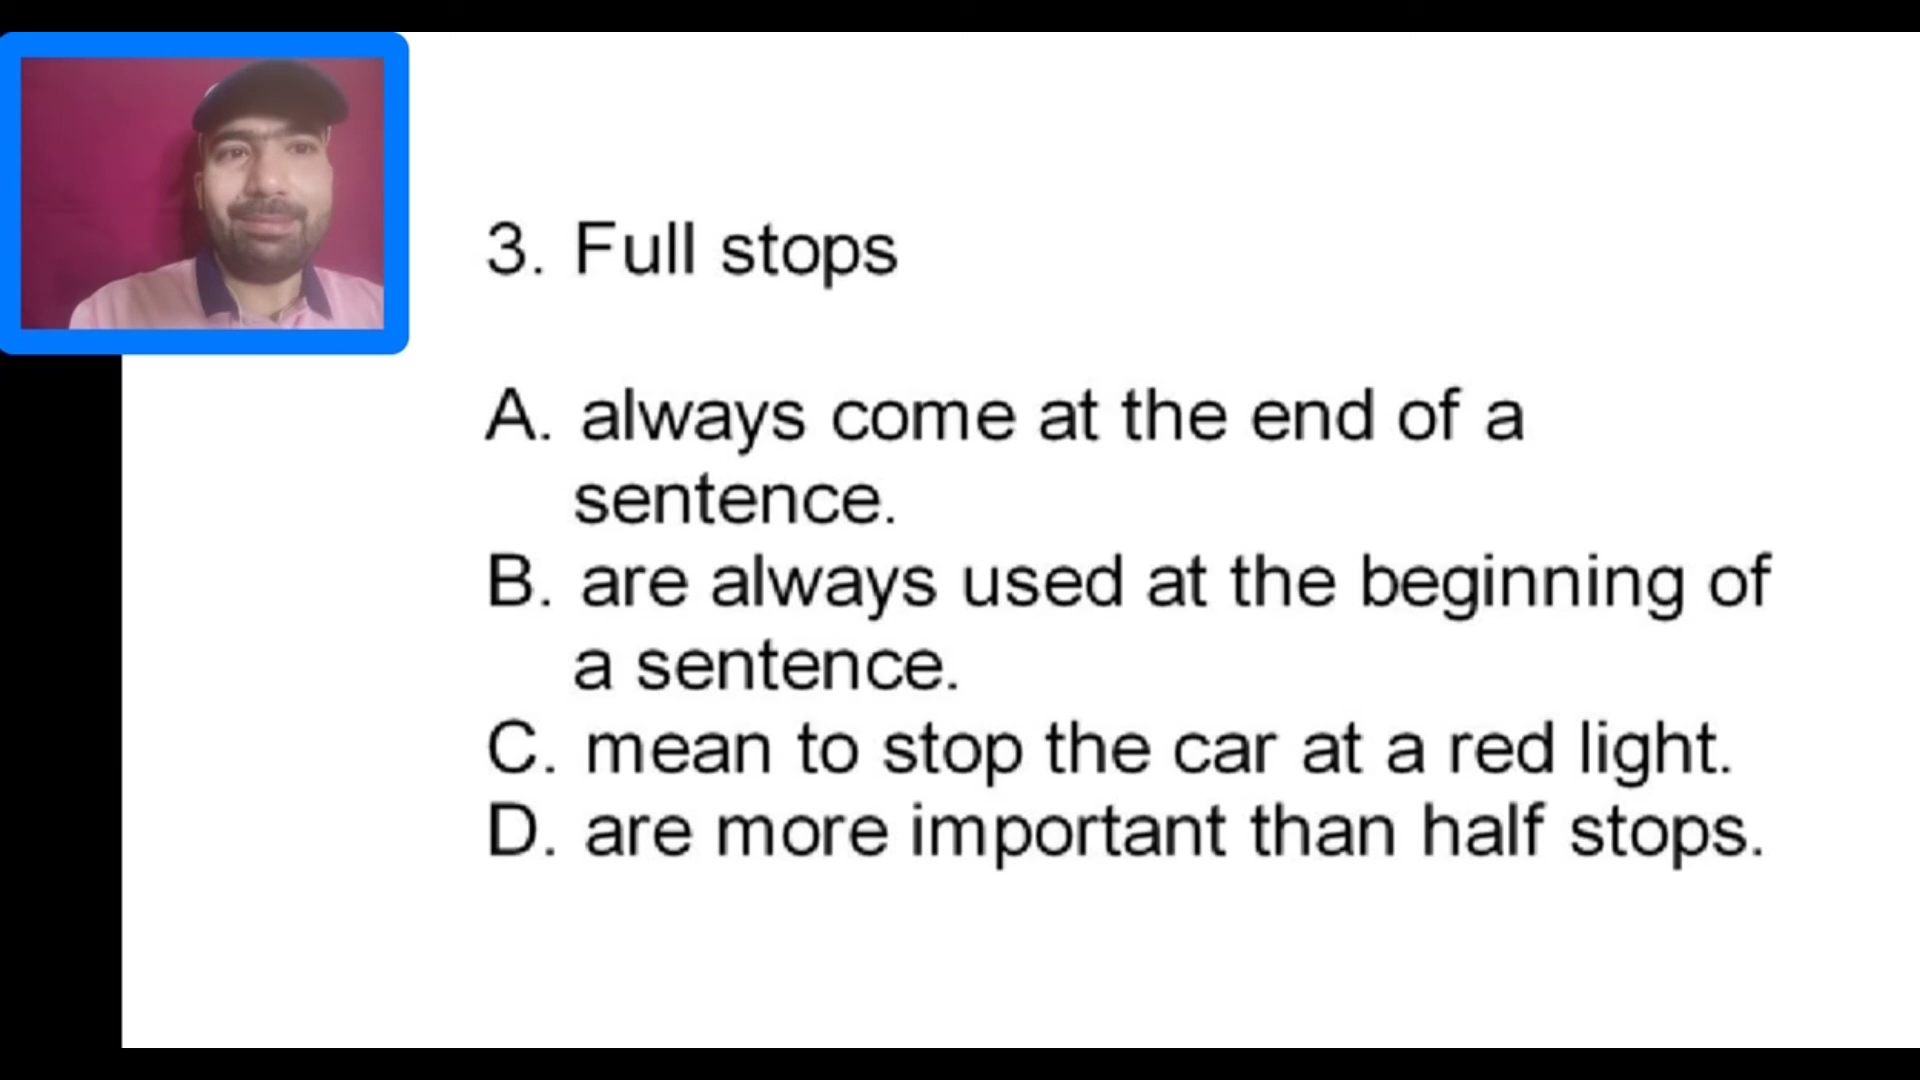 3. Full stops
A. always come at the end of a
sentence.
B. are always used at the beginning of
a sentence.
C. mean to stop the car at a red light.
D. are more important than half stops.